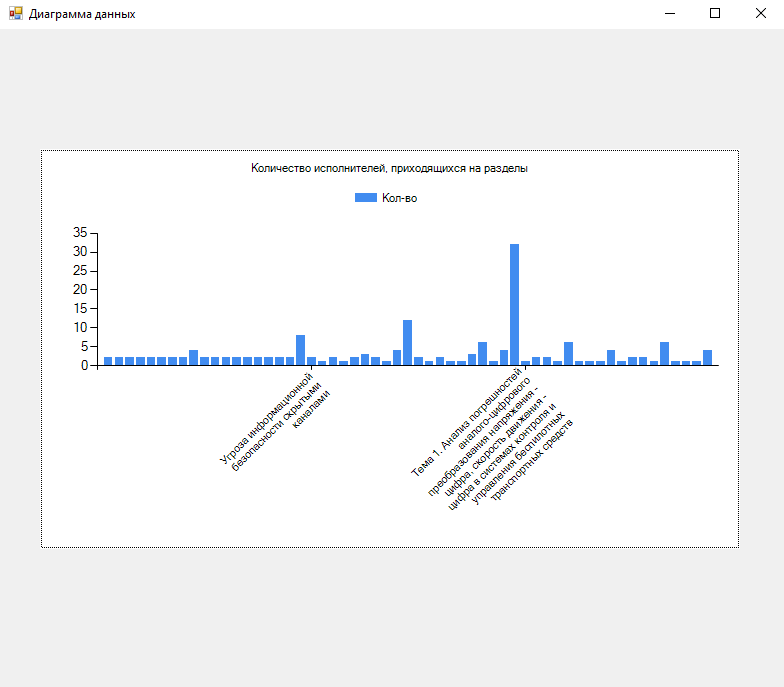 Диаграмма данных
Количество исполнителей, приходящихся на разделы
Кол-во
35
30
25
20
15
10
5
0
Угроза информационной
безопасности скрытыми
каналами
Тема 1. Анализ погрешностей
аналого-цифрового
преобразования напряжения -
цифра, скорость движения -
цифра в системах контроля и
управления беспилотных
транспортных средств